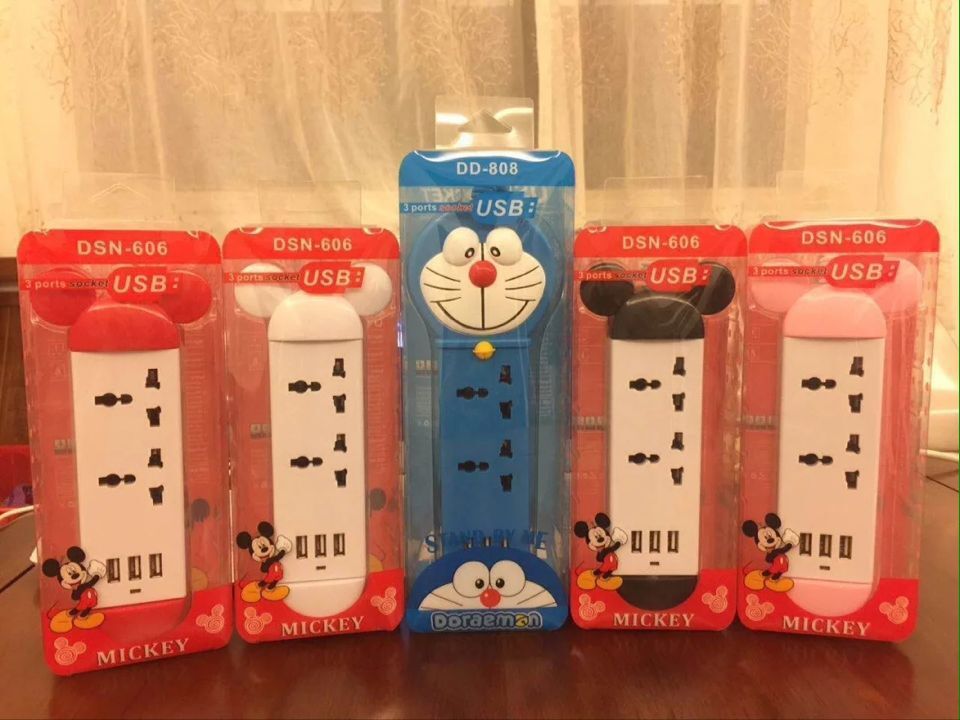 DSN-606
3 ports socket USB
MICKEY
DSN-606
3 ports socket USB
MICKEY
DD-808
3 ports socket USB
STAND BY ME
Doraemon
DSN-606
3 ports socket USB
MICKEY
DSN-606
3 ports socket USB
MICKEY